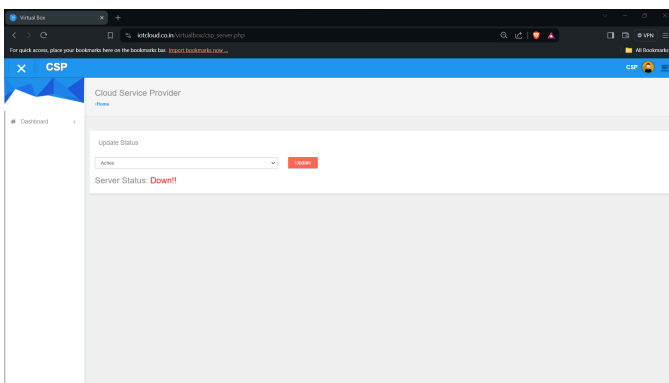 Virtual Box
iotcloud.co.in/virtualbox/csp_server.php
VPN
For quick access, place your bookmarks here on the bookmarks bar. Import bookmarks now ...
All Bookmarks
CSP
CSP
Cloud Service Provider
Home
Dashboard
Update Status
Active
Update
Server Status: Down!!